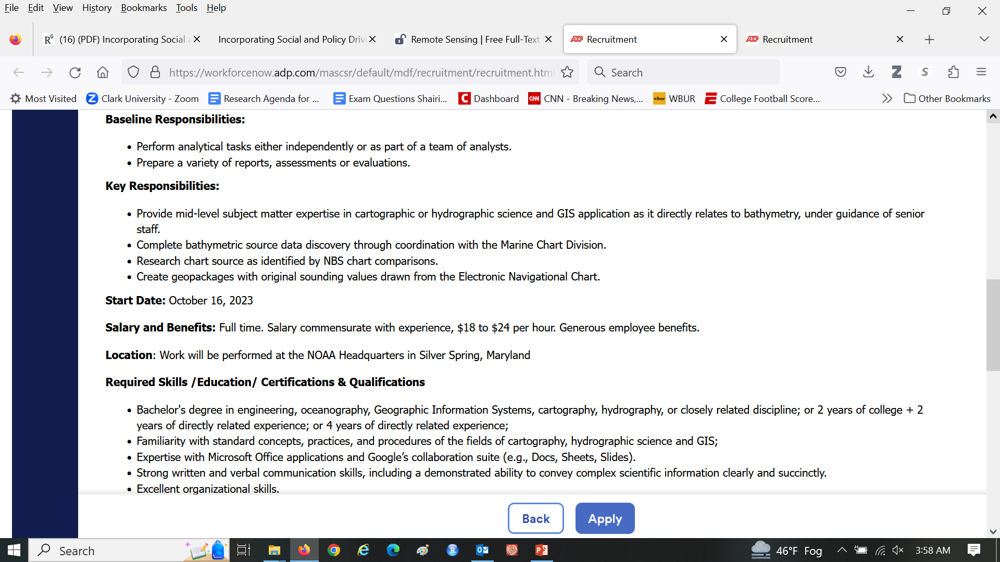 File Edit View History Bookmarks Tools Help
(16) (PDF) Incorporating Social a
Incorporating Social and Policy Drive
Remote Sensing | Free Full-Text
ADP Recruitment
ADP Recruitment
https://workforcenow.adp.com/mascsr/default/mdf/recruitment/recruitment.html
Search
Most Visited
Clark University - Zoom
Research Agenda for ...
Exam Questions Shairi...
Dashboard
CNN CNN - Breaking News,...
wbur WBUR
College Football Score...
Other Bookmarks
Baseline Responsibilities:
• Perform analytical tasks either independently or as part of a team of analysts.
• Prepare a variety of reports, assessments or evaluations.
Key Responsibilities:
• Provide mid-level subject matter expertise in cartographic or hydrographic science and GIS application as it directly relates to bathymetry, under guidance of senior
staff.
• Complete bathymetric source data discovery through coordination with the Marine Chart Division.
• Research chart source as identified by NBS chart comparisons.
• Create geopackages with original sounding values drawn from the Electronic Navigational Chart.
Start Date: October 16, 2023
Salary and Benefits: Full time. Salary commensurate with experience, $18 to $24 per hour. Generous employee benefits.
Location: Work will be performed at the NOAA Headquarters in Silver Spring, Maryland
Required Skills /Education/ Certifications & Qualifications
• Bachelor's degree in engineering, oceanography, Geographic Information Systems, cartography, hydrography, or closely related discipline; or 2 years of college + 2
years of directly related experience; or 4 years of directly related experience;
• Familiarity with standard concepts, practices, and procedures of the fields of cartography, hydrographic science and GIS;
• Expertise with Microsoft Office applications and Google’s collaboration suite (e.g., Docs, Sheets, Slides).
• Strong written and verbal communication skills, including a demonstrated ability to convey complex scientific information clearly and succinctly.
• Excellent organizational skills.
Back
Apply
Search
46°F Fog
3:58 AM